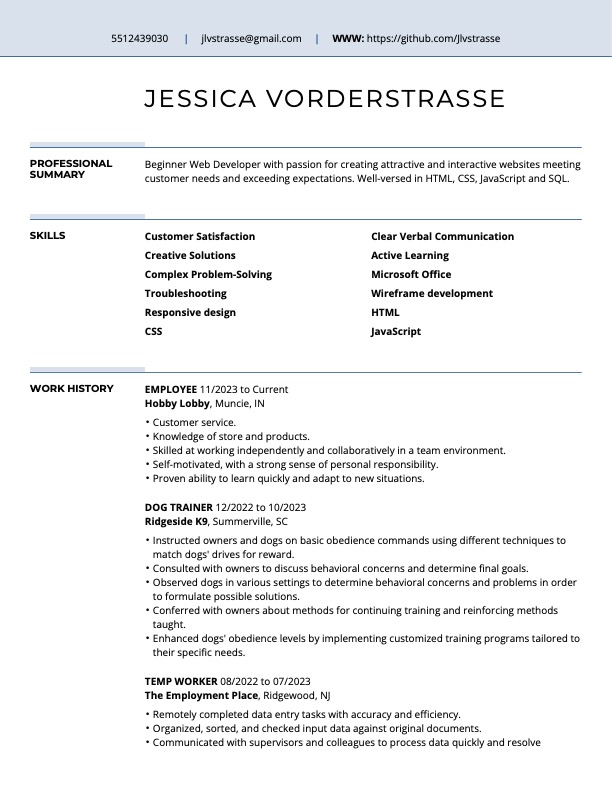 5512439030 | jlvstrasse@gmail.com | WWW: https://github.com/Jlvstrasse
JESSICA VORDERSTRASSE
PROFESSIONAL
SUMMARY
Beginner Web Developer with passion for creating attractive and interactive websites meeting
customer needs and exceeding expectations. Well-versed in HTML, CSS, JavaScript and SQL.
SKILLS
Customer Satisfaction
Creative Solutions
Complex Problem-Solving
Troubleshooting
Responsive design
CSS
Clear Verbal Communication
Active Learning
Microsoft Office
Wireframe development
HTML
JavaScript
WORK HISTORY
EMPLOYEE 11/2023 to Current
Hobby Lobby, Muncie, IN
• Customer service.
• Knowledge of store and products.
• Skilled at working independently and collaboratively in a team environment.
• Self-motivated, with a strong sense of personal responsibility.
• Proven ability to learn quickly and adapt to new situations.
DOG TRAINER 12/2022 to 10/2023
Ridgeside K9, Summerville, SC
• Instructed owners and dogs on basic obedience commands using different techniques to
match dogs' drives for reward.
• Consulted with owners to discuss behavioral concerns and determine final goals.
• Observed dogs in various settings to determine behavioral concerns and problems in order
to formulate possible solutions.
• Conferred with owners about methods for continuing training and reinforcing methods
taught.
• Enhanced dogs' obedience levels by implementing customized training programs tailored to
their specific needs.
TEMP WORKER 08/2022 to 07/2023
The Employment Place, Ridgewood, NJ
• Remotely completed data entry tasks with accuracy and efficiency.
• Organized, sorted, and checked input data against original documents.
• Communicated with supervisors and colleagues to process data quickly and resolve